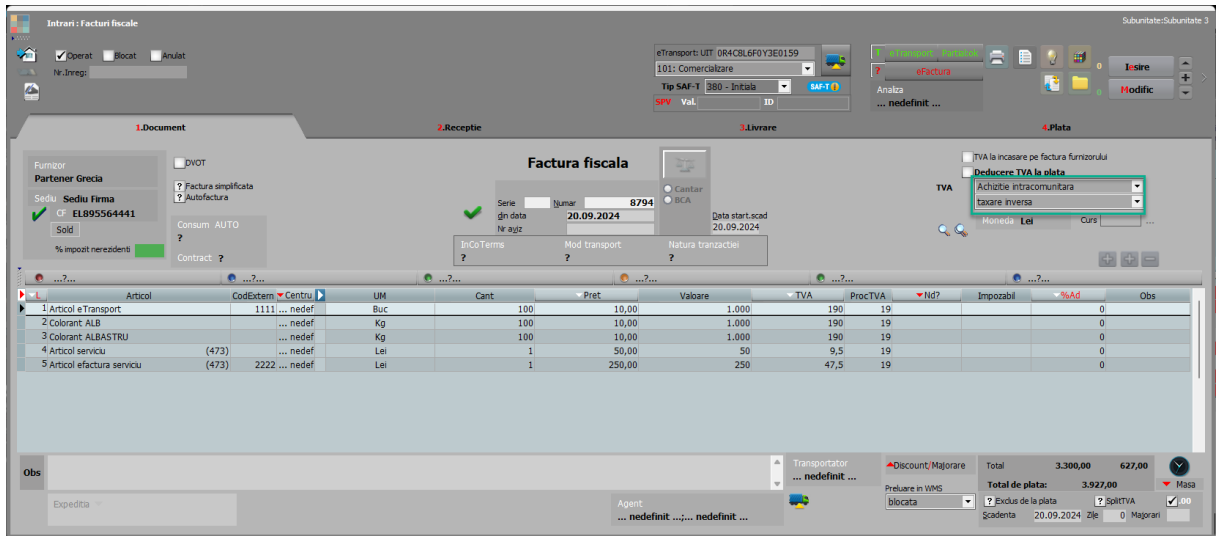 Intrari : Facturi fiscale
Subunitate:Subunitate 3
Operat Blocat Anulat
Nr.Inreg:
eTransport: UIT 0R4C8L6F0Y3E0159
101: Comercializare
Tip SAF-T 380 - Initiala SAF-T
SPV Val. ID
T eTransport Partial:ok
? eFactura
Analiza
... nedefinit ...
0
0
Iesire
Modific
1.Document 2.Receptie 3.Livrare 4.Plata
Furnizor
Partener Grecia
Sediu Sediu Firma
CF EL895564441
Sold
% impozit nerezidenti
DVOT
? Factura simplificata
? Autofactura
Consum AUTO
?
Contract ?
Factura fiscala
Serie Numar 8794
din data 20.09.2024
Nr aviz
Cantar
BCA
Data start.scad
20.09.2024
InCoTerms Mod transport Natura tranzactiei
? ? ?
TVA la incasare pe factura furnizorului
Deducere TVA la plata
TVA Achizitie intracomunitara
taxare inversa
Moneda Lei Curs ...
...?... ...?... ...?... ...?... ...?... ...?...
L Articol CodExtern Centru UM Cant Pret Valoare TVA ProcTVA Nd? Impozabil %Ad Obs
1 Articol eTransport 1111 ... nedef Buc 100 10,00 1.000 190 19 0
2 Colorant ALB ... nedef Kg 100 10,00 1.000 190 19 0
3 Colorant ALBASTRU ... nedef Kg 100 10,00 1.000 190 19 0
4 Articol serviciu (473) ... nedef Lei 1 50,00 50 9,5 19 0
5 Articol efactura serviciu (473) 2222 ... nedef Lei 1 250,00 250 47,5 19 0
Obs
Expeditia
Transportator
... nedefinit ...
Agent
... nedefinit ...;... nedefinit ...
Discount/Majorare
Preluare in WMS
blocata
Total 3.300,00 627,00
Total de plata: 3.927,00
Masa
? Exclus de la plata ? SplitTVA .00
Scadenta 20.09.2024 Zile 0 Majorari